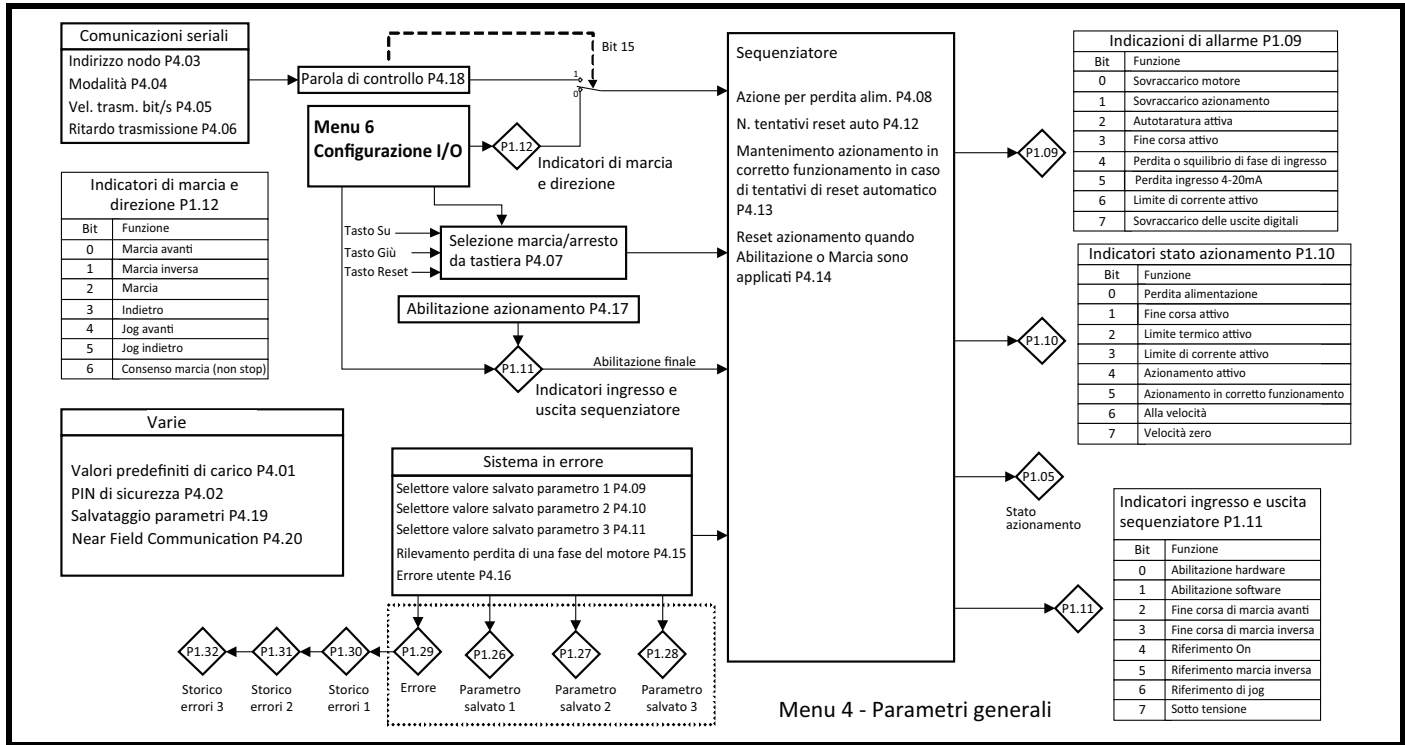 Comunicazioni seriali
Indirizzo nodo P4.03
Modalità P4.04
Vel. trasm. bit/s P4.05
Ritardo trasmissione P4.06
Parola di controllo P4.18
Bit 15
1
0
Menu 6
Configurazione I/O
P1.12
Indicatori di marcia
e direzione
Indicatori di marcia e
direzione P1.12
Bit Funzione
0 Marcia avanti
1 Marcia inversa
2 Marcia
3 Indietro
4 Jog avanti
5 Jog indietro
6 Consenso marcia (non stop)
Tasto Su
Tasto Giù
Tasto Reset
Selezione marcia/arresto
da tastiera P4.07
Abilitazione azionamento P4.17
P1.11
Abilitazione finale
Indicatori ingresso e
uscita sequenziatore
Varie
Valori predefiniti di carico P4.01
PIN di sicurezza P4.02
Salvataggio parametri P4.19
Near Field Communication P4.20
Sistema in errore
Selettore valore salvato parametro 1 P4.09
Selettore valore salvato parametro 2 P4.10
Selettore valore salvato parametro 3 P4.11
Rilevamento perdita di una fase del motore P4.15
Errore utente P4.16
P1.32
P1.31
P1.30
P1.29
P1.26
P1.27
P1.28
Storico
errori 3
Storico
errori 2
Storico
errori 1
Errore
Parametro
salvato 1
Parametro
salvato 2
Parametro
salvato 3
Sequenziatore
Azione per perdita alim. P4.08
N. tentativi reset auto P4.12
Mantenimento azionamento in
corretto funzionamento in caso
di tentativi di reset automatico
P4.13
Reset azionamento quando
Abilitazione o Marcia sono
applicati P4.14
P1.09
P1.10
P1.05
Stato
azionamento
P1.11
Indicazioni di allarme P1.09
Bit Funzione
0 Sovraccarico motore
1 Sovraccarico azionamento
2 Autotaratura attiva
3 Fine corsa attivo
4 Perdita o squilibrio di fase di ingresso
5 Perdita ingresso 4-20mA
6 Limite di corrente attivo
7 Sovraccarico delle uscite digitali
Indicatori stato azionamento P1.10
Bit Funzione
0 Perdita alimentazione
1 Fine corsa attivo
2 Limite termico attivo
3 Limite di corrente attivo
4 Azionamento attivo
5 Azionamento in corretto funzionamento
6 Alla velocità
7 Velocità zero
Indicatori ingresso e uscita
sequenziatore P1.11
Bit Funzione
0 Abilitazione hardware
1 Abilitazione software
2 Fine corsa di marcia avanti
3 Fine corsa di marcia inversa
4 Riferimento On
5 Riferimento marcia inversa
6 Riferimento di jog
7 Sotto tensione
Menu 4 - Parametri generali